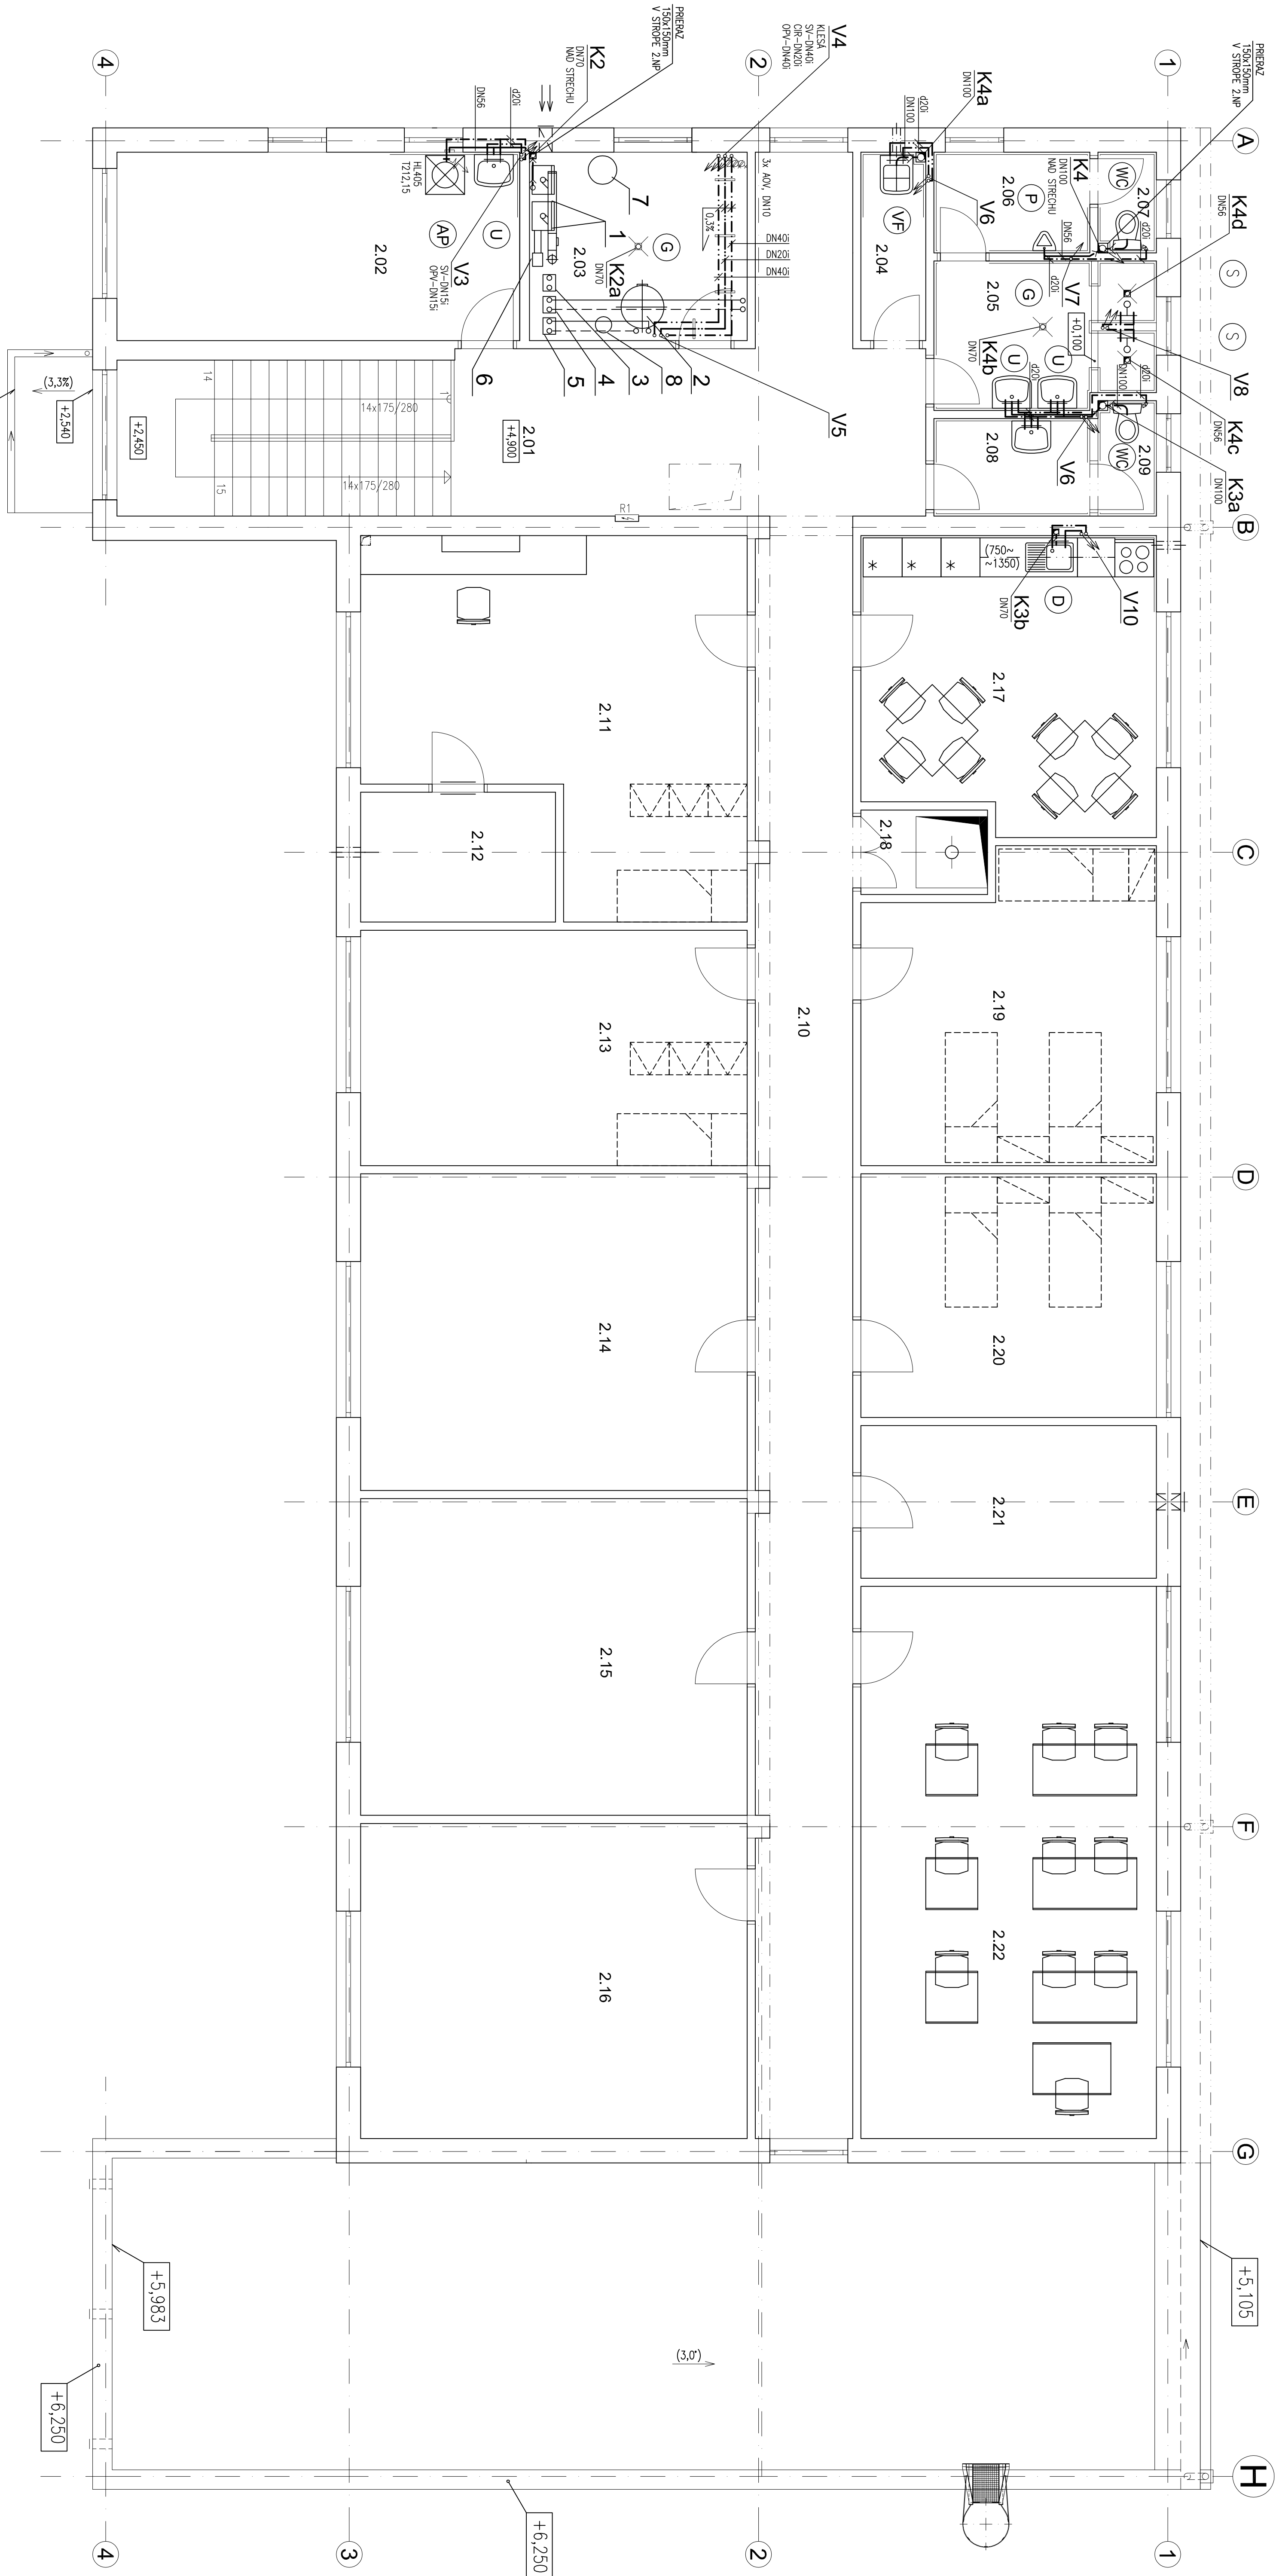 PRIERAZ
150x150mm
V STROPE 2.NP
V4
KLESÁ
SV-DN40i
CIR-DN20i
OPV-DN40i
PRIERAZ
150x150mm
V STROPE 2.NP
K2
DN70
NAD STRECHU
d20i
DN56
4
2
1
A
K4a
DN100
d20i
DN100
K4
DN100
NAD STRECHU
K4d
DN56
S
S
V8
K4c
DN56
K3a
DN100
WC
2.07
d20i
P
2.06
DN56
V7
d20i
V6
VF
2.04
2.05
G
K4b
DN70
U
U
d20i
+0,100
DN100
d20i
WC
2.09
V6
2.08
3x AOV, DN10
0,3%
DN40i
DN20i
DN40i
G
7
1
2.03
K2a
DN70
HL405
T212,15
U
AP
2.02
V3
SV-DN15i
OPV-DN15i
6
5
4
3
8
2
V5
2.01
+4,900
14
1
14x175/280
14x175/280
15
+2,450
+2,540
(3,3%)
R1
B
V10
K3b
DN70
D
(750~
~1350)
*
*
*
2.17
2.11
2.12
2.18
C
2.19
2.10
2.13
D
2.20
2.14
E
2.21
2.15
F
2.22
2.16
G
+5,105
+5,983
(3,0°)
+6,250
+6,250
H
4
3
2
1